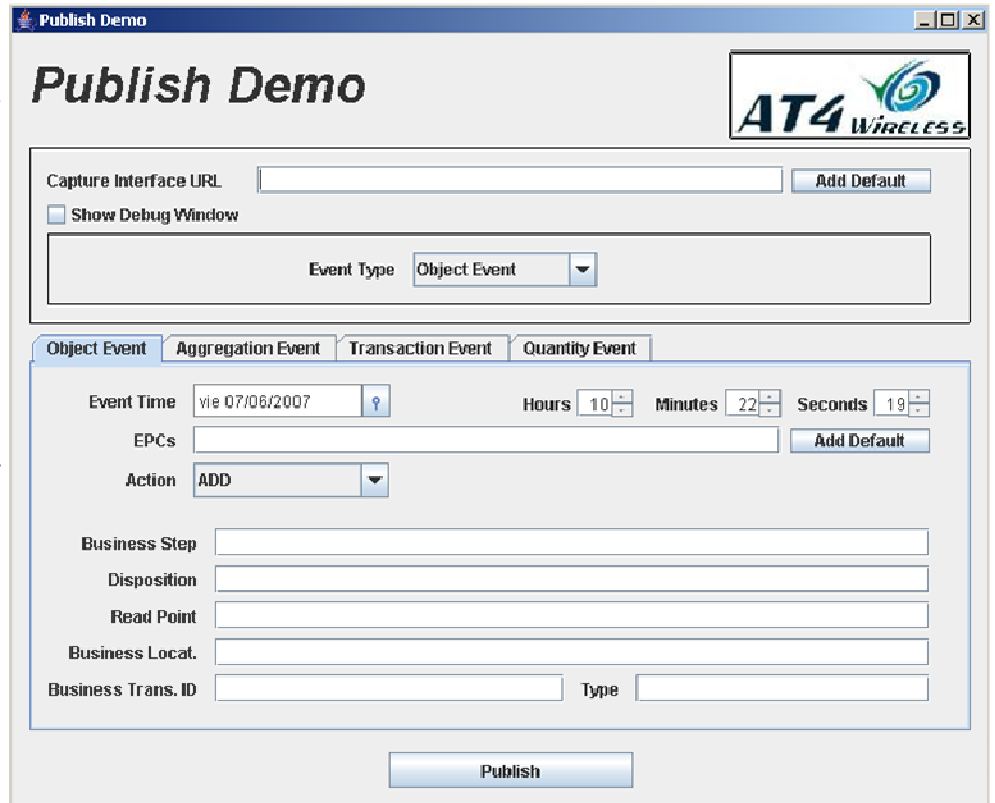 Publish Demo
Publish Demo
AT4 WiRELESS
Capture Interface URL Add Default
Show Debug Window
Event Type Object Event
Object Event Aggregation Event Transaction Event Quantity Event
Event Time vie 07/06/2007 Hours 10 Minutes 22 Seconds 19
EPCs Add Default
Action ADD
Business Step
Disposition
Read Point
Business Locat.
Business Trans. ID Type
Publish